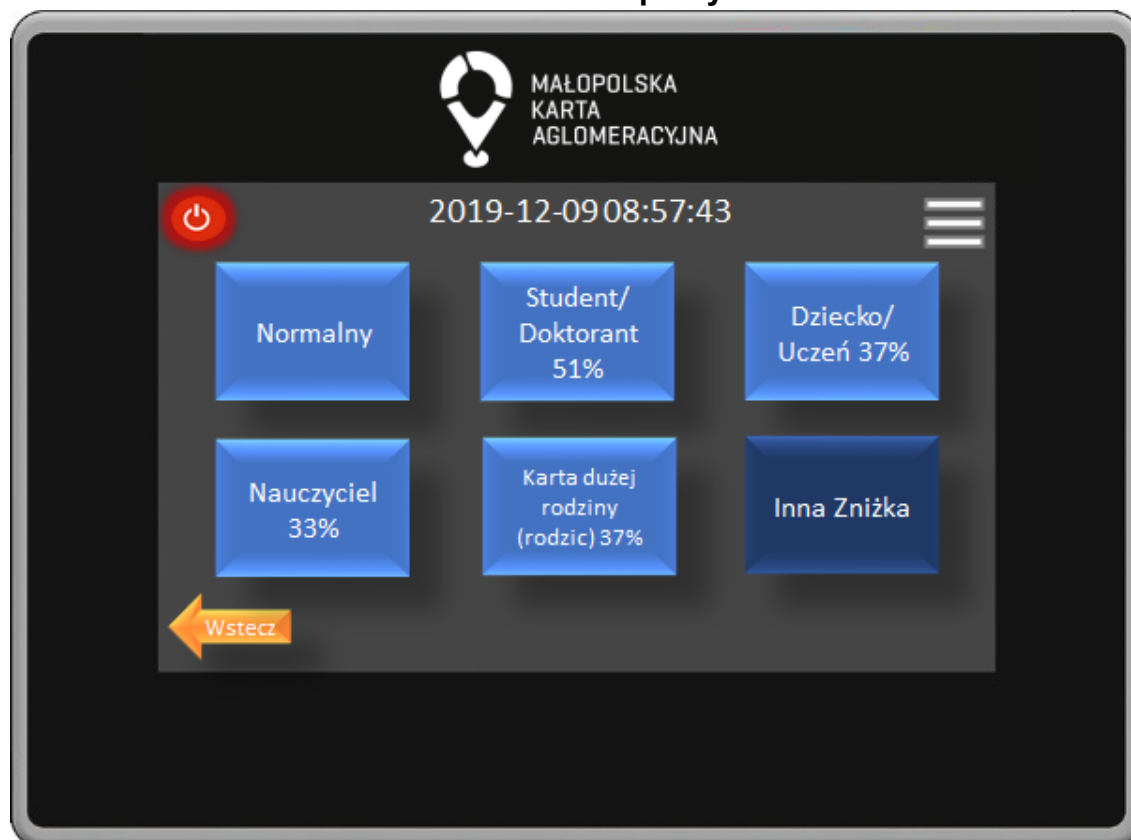 MAŁOPOLSKA
KARTA
AGLOMERACYJNA
2019-12-09 08:57:43
Normalny
Student/
Doktorant
51%
Dziecko/
Uczeń 37%
Nauczyciel
33%
Karta dużej
rodziny
(rodzic) 37%
Inna Zniżka
Wstecz